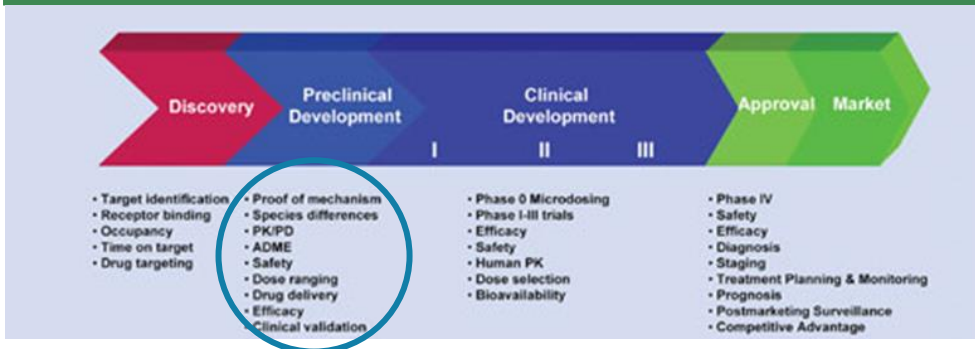 Discovery
Preclinical
Development
Clinical
Development
I II III
Approval
Market
• Target identification
• Receptor binding
• Occupancy
• Time on target
• Drug targeting
• Proof of mechanism
• Species differences
• PK/PD
• ADME
• Safety
• Dose ranging
• Drug delivery
• Efficacy
• Clinical validation
• Phase 0 Microdosing
• Phase I-III trials
• Efficacy
• Safety
• Human PK
• Dose selection
• Bioavailability
• Phase IV
• Safety
• Efficacy
• Diagnosis
• Staging
• Treatment Planning & Monitoring
• Prognosis
• Postmarketing Surveillance
• Competitive Advantage